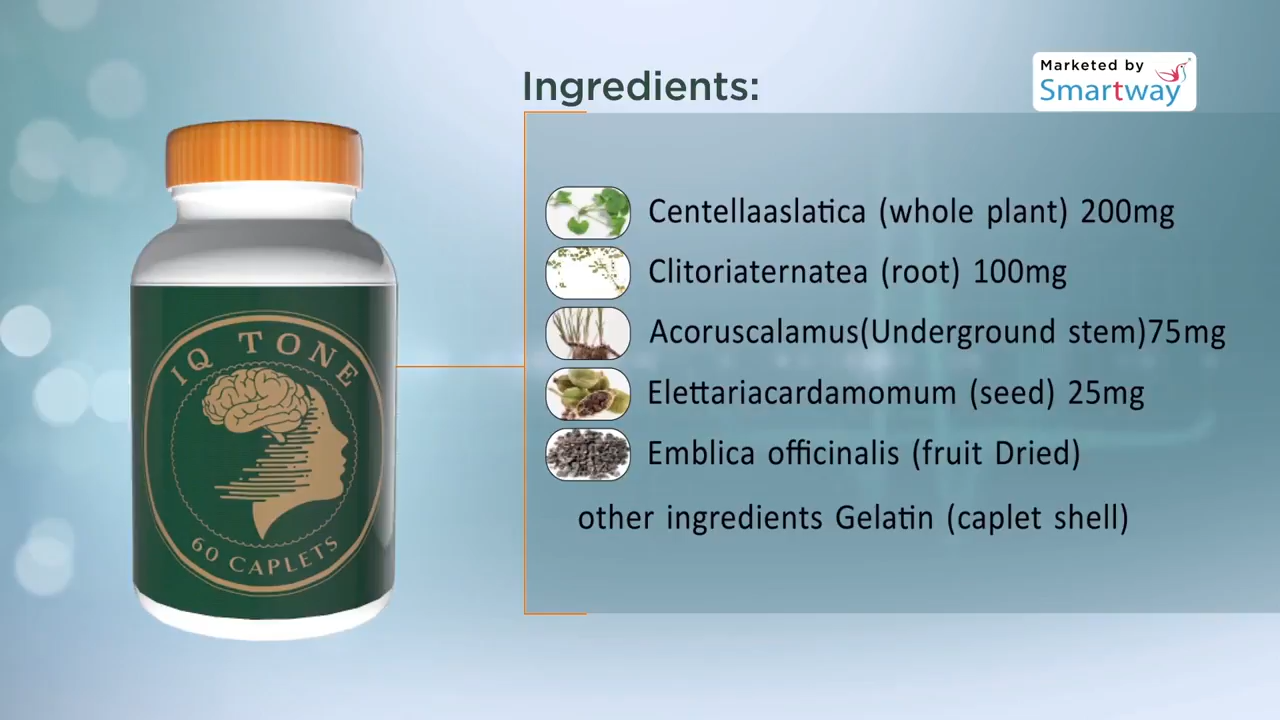 Ingredients:
Marketed by
Smartway
Centellaaslatica (whole plant) 200mg
Clitoriaternatea (root) 100mg
Acoruscalamus(Underground stem)75mg
Elettariacardamomum (seed) 25mg
Emblica officinalis (fruit Dried)
other ingredients Gelatin (caplet shell)
IQ TONE
60 CAPLETS